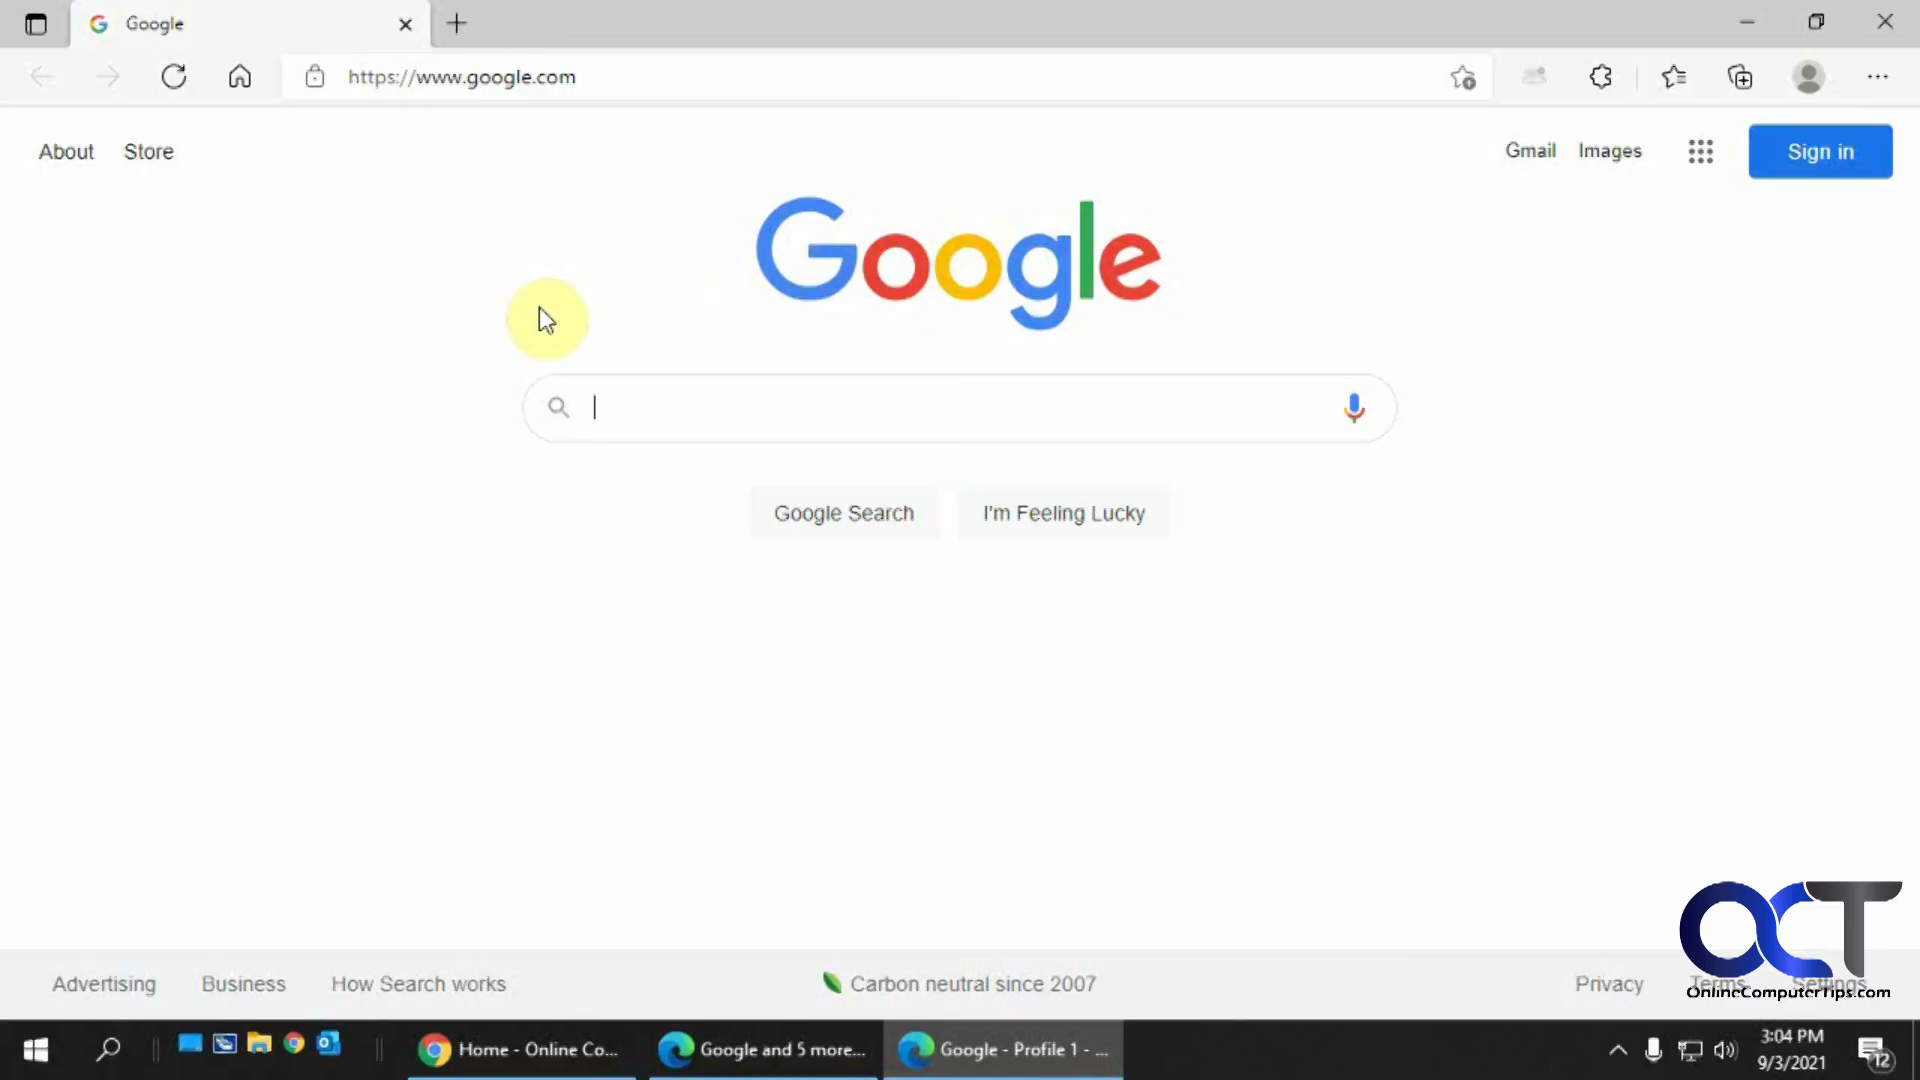 Google
https://www.google.com
About
Store
Gmail
Images
Sign in
Google
Google Search
I'm Feeling Lucky
OCT
OnlineComputerTips.com
Advertising
Business
How Search works
Carbon neutral since 2007
Privacy
Terms
Settings
Home - Online Co...
Google and 5 more...
Google - Profile 1 - ...
3:04 PM
9/3/2021
12